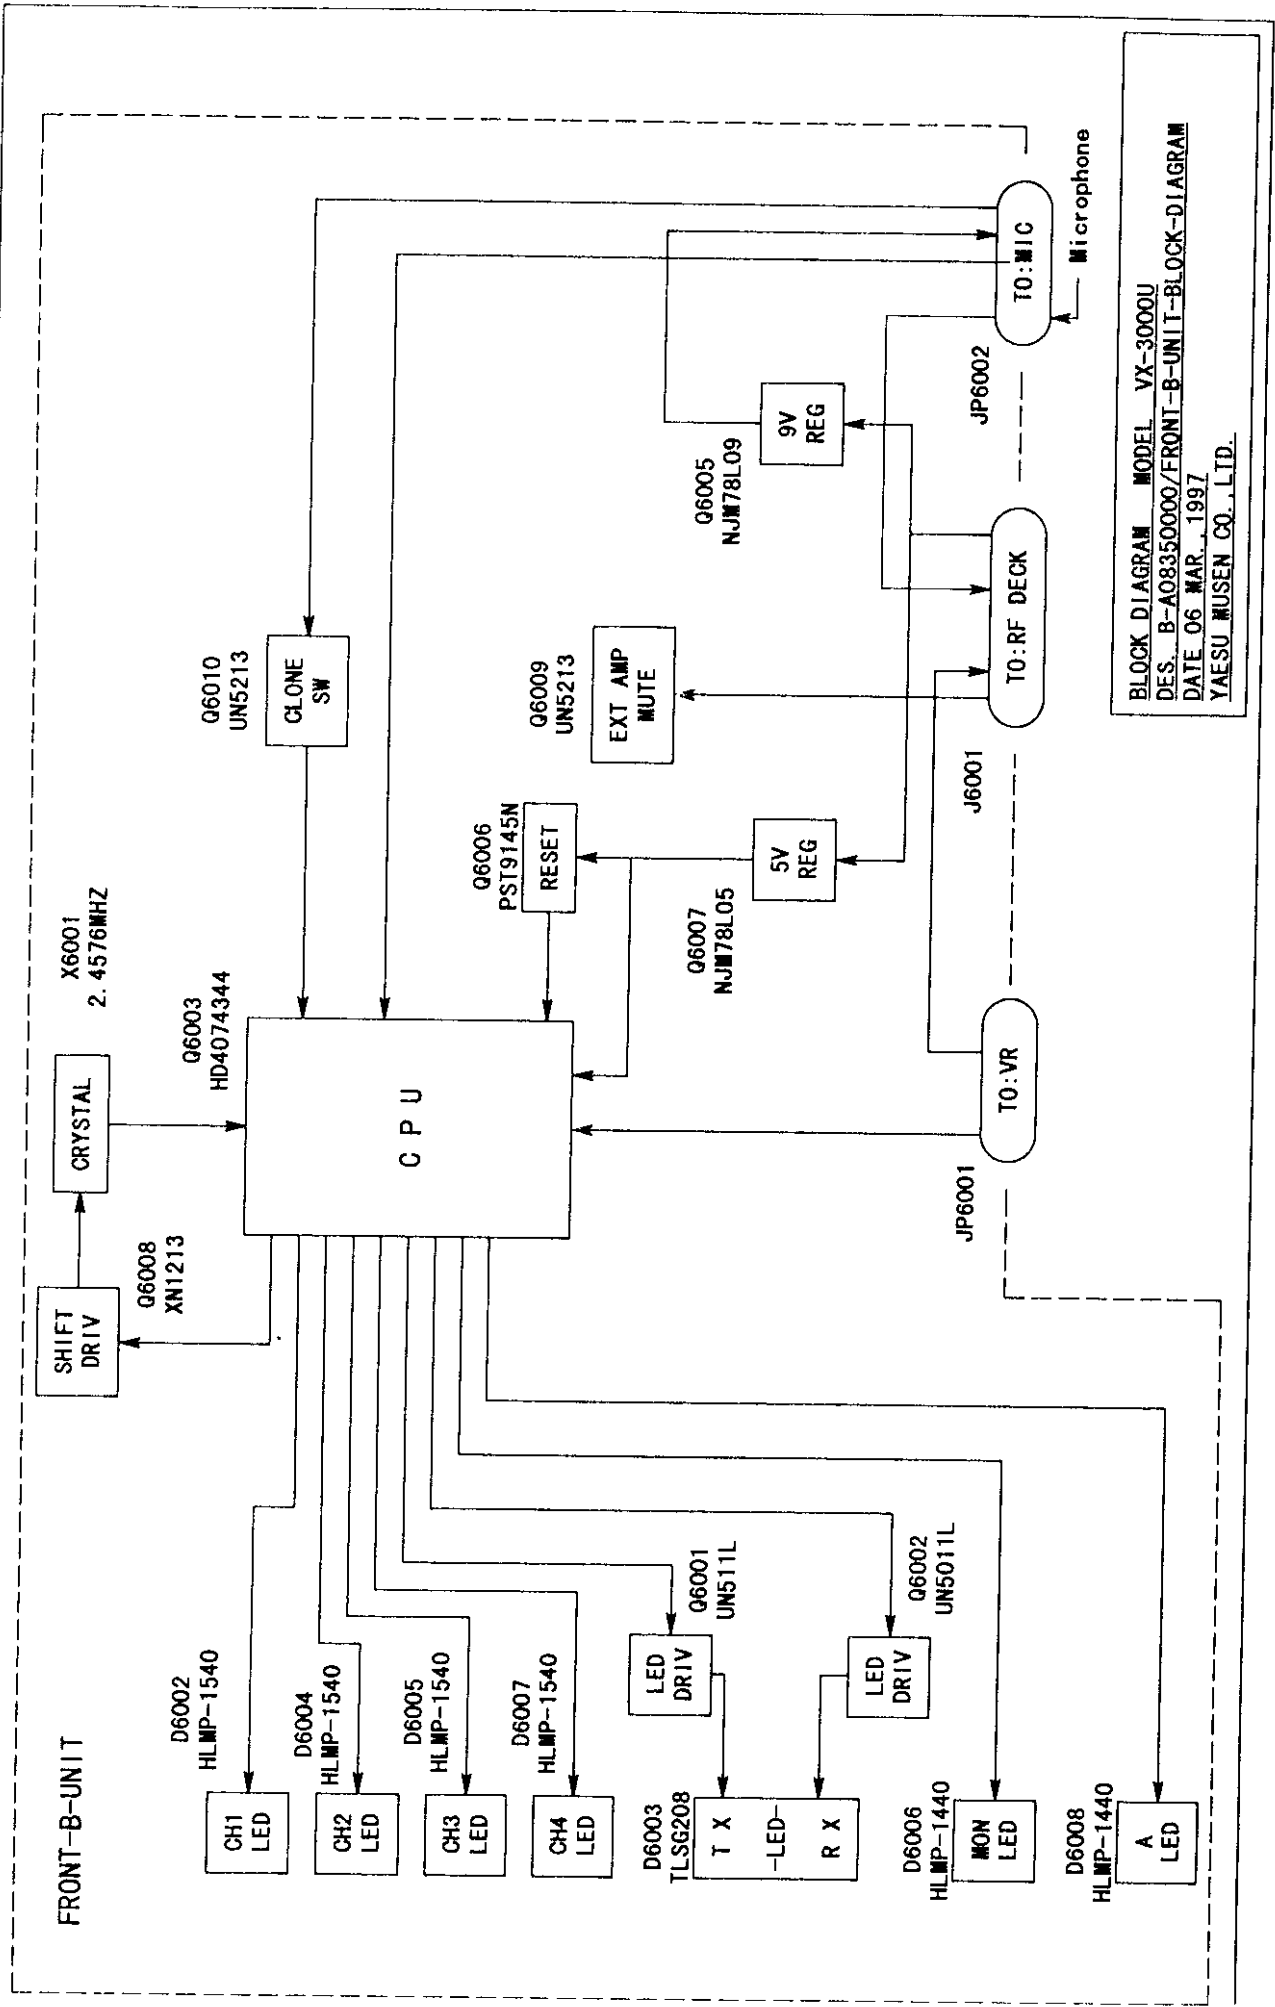 FRONT-B-UNIT
CH1
LED
D6002
HLMP-1540
CH2
LED
D6004
HLMP-1540
CH3
LED
D6005
HLMP-1540
CH4
LED
D6007
HLMP-1540
D6003
TLSG208
T X
-LED-
R X
LED
DRIV
Q6001
UN511L
LED
DRIV
Q6002
UN5011L
D6006
HLMP-1440
MON
LED
D6008
HLMP-1440
A
LED
SHIFT
DRIV
Q6008
XN1213
CRYSTAL
X6001
2.4576MHZ
Q6003
HD4074344
C P U
Q6010
UN5213
CLONE
SW
Q6006
PST9145N
RESET
Q6009
UN5213
EXT AMP
MUTE
Q6007
NJM78L05
5V
REG
Q6005
NJM78L09
9V
REG
JP6001
TO:VR
J6001
TO:RF DECK
JP6002
TO:MIC
Microphone
BLOCK DIAGRAM MODEL VX-3000U
DES. B-A08350000/FRONT-B-UNIT-BLOCK-DIAGRAM
DATE 06 MAR.,1997
YAESU MUSEN CO.,LTD.